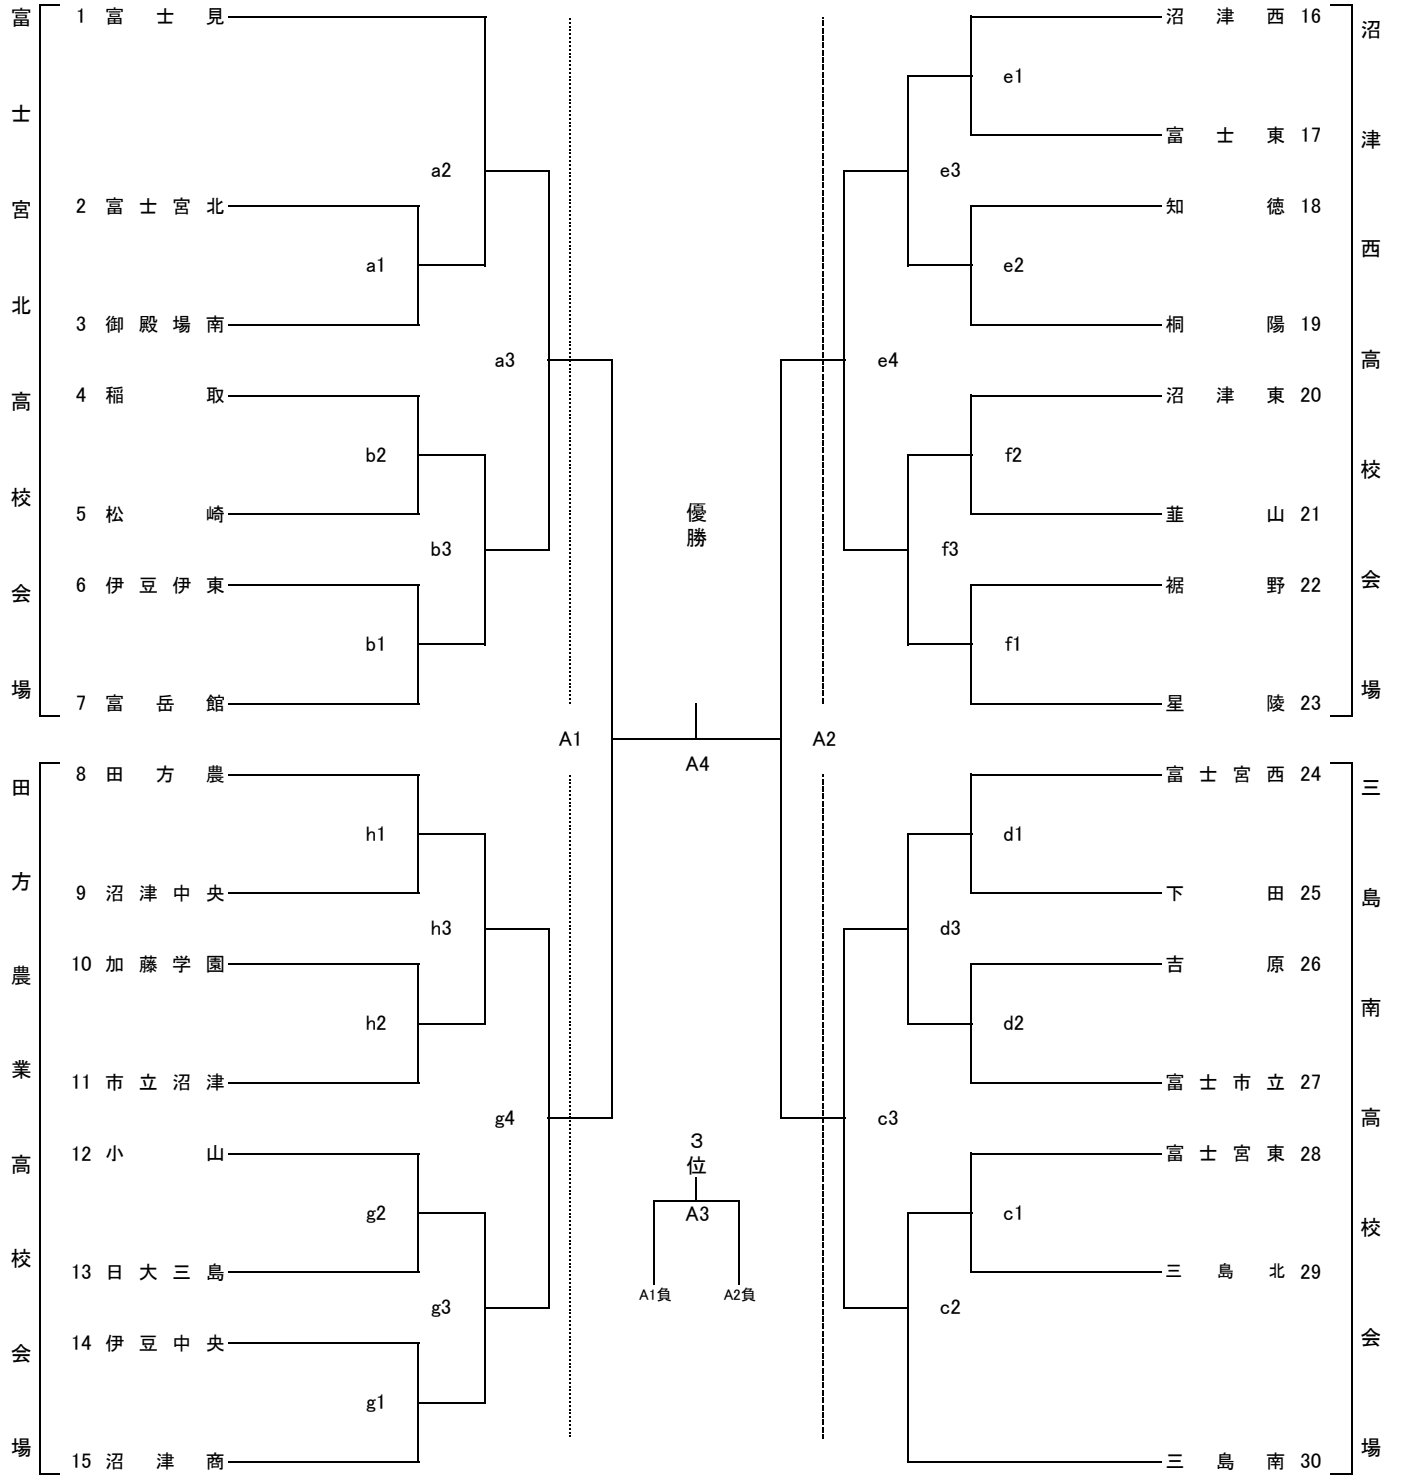 富士宮北高校会場
1 富士見
2 富士宮北
3 御殿場南
4 稲取
5 松崎
6 伊豆伊東
7 富岳館
a2
a1
a3
b2
b3
b1
田方農業高校会場
8 田方農
9 沼津中央
10 加藤学園
11 市立沼津
12 小山
13 日大三島
14 伊豆中央
15 沼津商
h1
h3
h2
g4
g2
g3
g1
優勝
A1
A4
A2
3位
A3
A1負
A2負
沼津西高校会場
沼津西 16
富士東 17
知徳 18
桐陽 19
沼津東 20
韮山 21
裾野 22
星陵 23
e1
e3
e2
e4
f2
f3
f1
三島南高校会場
富士宮西 24
下田 25
吉原 26
富士市立 27
富士宮東 28
三島北 29
三島南 30
d1
d3
d2
c3
c1
c2